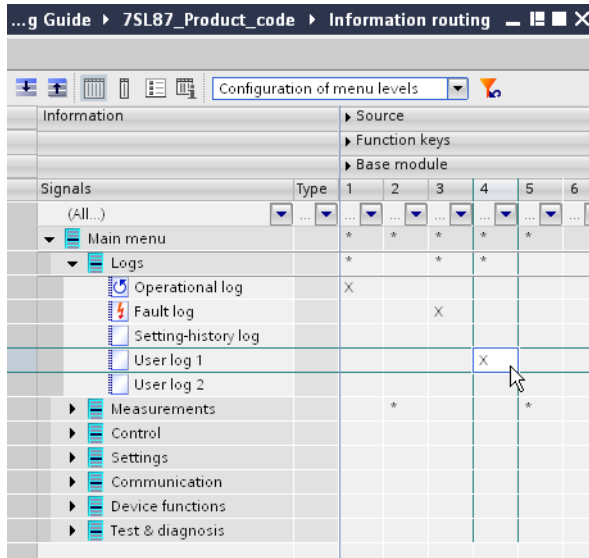 ...g Guide ▸ 7SL87_Product_code ▸ Information routing
Configuration of menu levels
Information Source
Function keys
Base module
Signals Type 1 2 3 4 5 6
(All...) ... ... ... ... ... ... ...
Main menu * * * * *
Logs * * *
Operational log X
Fault log X
Setting-history log
User log 1 X
User log 2
Measurements * *
Control
Settings
Communication
Device functions
Test & diagnosis